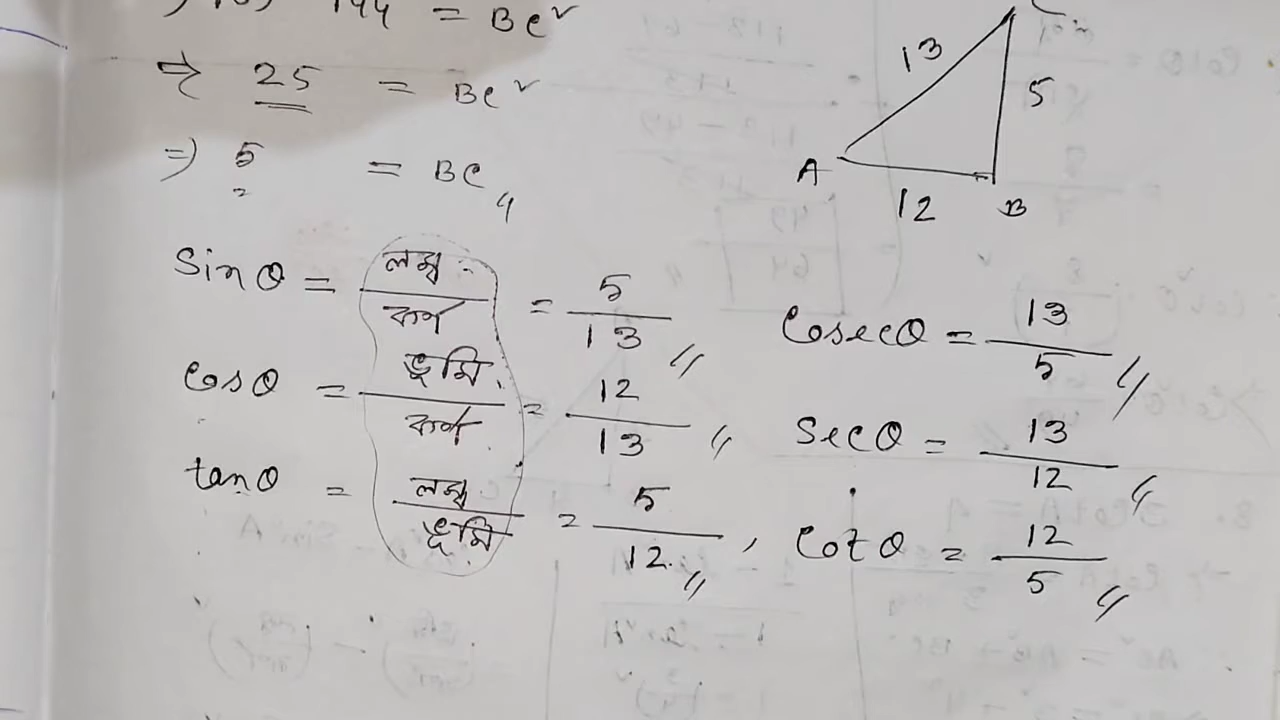 144 = BC²
⇒ 25 = BC²
⇒ 5 = BC
13
5
A
12
B
sinθ = লম্ব / কর্ণ = 5 / 13
cosecθ = 13 / 5
cosθ = ভূমি / কর্ণ = 12 / 13
secθ = 13 / 12
tanθ = লম্ব / ভূমি = 5 / 12 , cotθ = 12 / 5